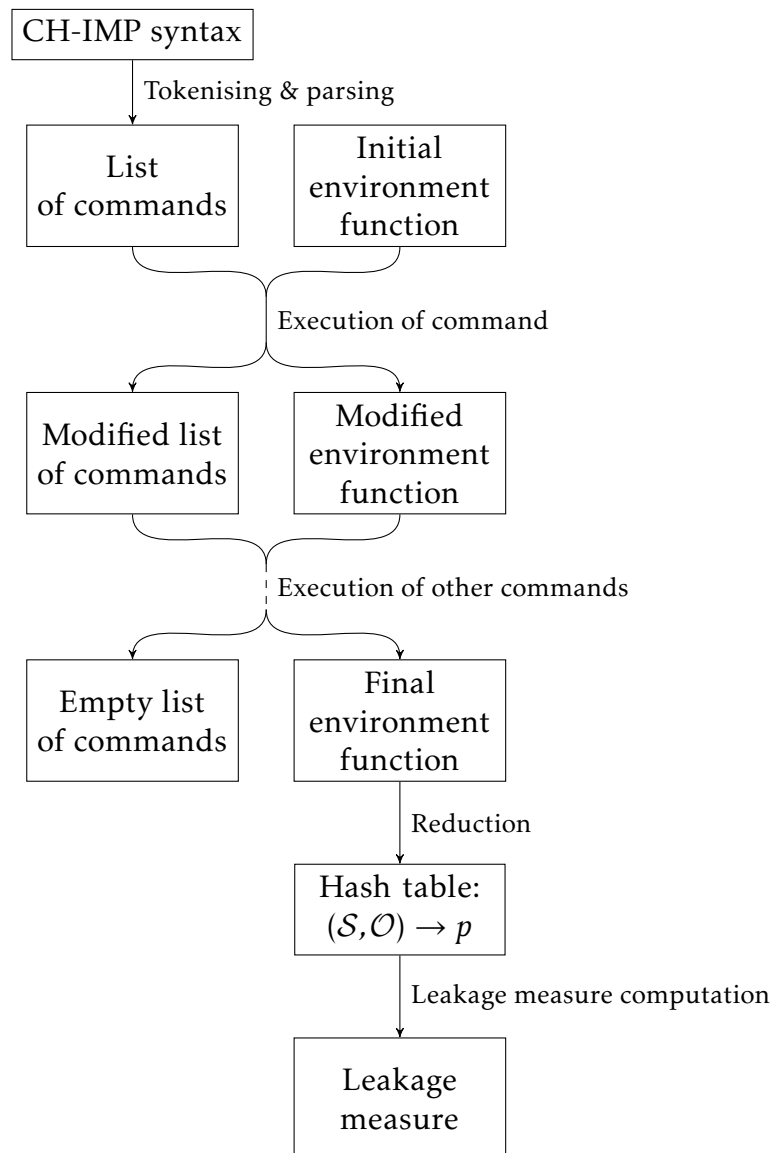 CH-IMP syntax
Tokenising & parsing
List
of commands
Initial
environment
function
Execution of command
Modified list
of commands
Modified
environment
function
Execution of other commands
Empty list
of commands
Final
environment
function
Reduction
Hash table:
(𝒮,𝒪) → p
Leakage measure computation
Leakage
measure